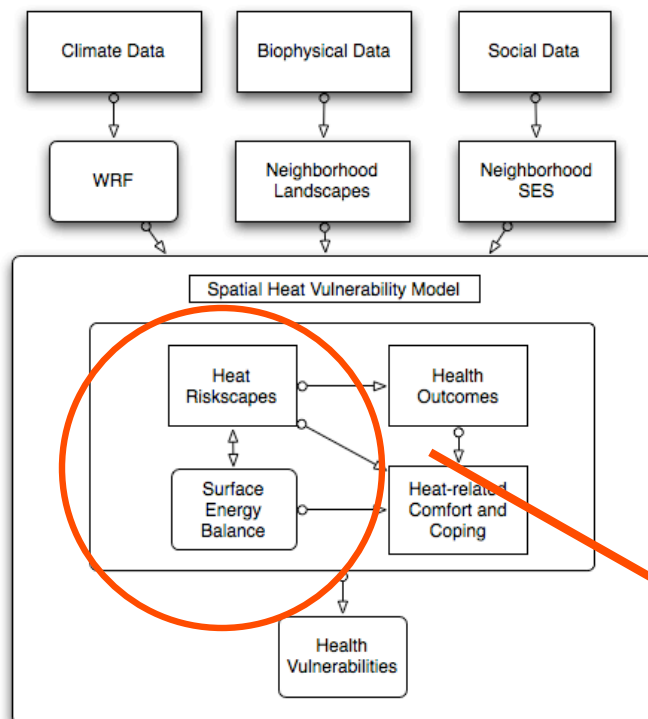 Climate Data
Biophysical Data
Social Data
WRF
Neighborhood
Landscapes
Neighborhood
SES
Spatial Heat Vulnerability Model
Heat
Riskscapes
Health
Outcomes
Surface
Energy
Balance
Heat-related
Comfort and
Coping
Health
Vulnerabilities